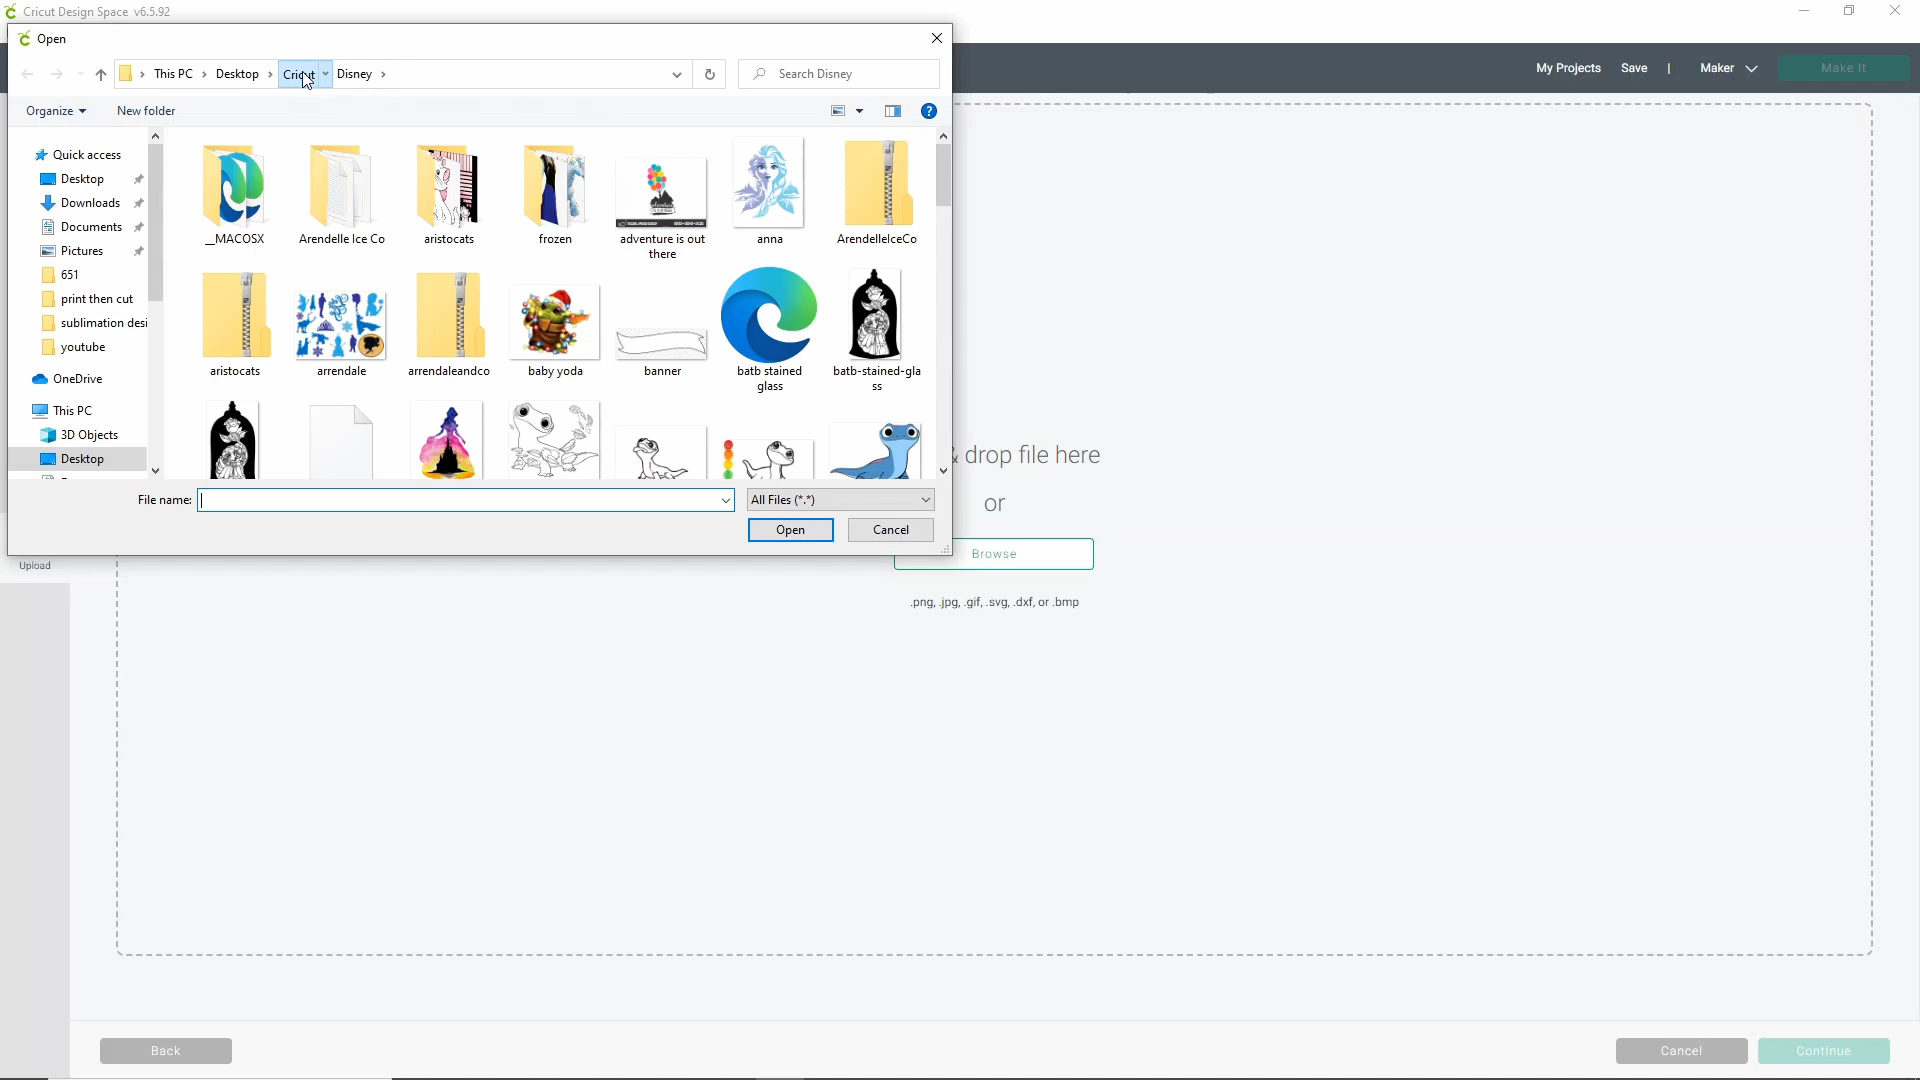 Cricut Design Space v6.5.92
Open
This PC > Desktop > Cricut Disney >
Search Disney
My Projects Save | Maker Make It
Organize New folder
Quick access
Desktop
Downloads
Documents
Pictures
651
print then cut
sublimation desi
youtube
OneDrive
This PC
3D Objects
Desktop
__MACOSX
Arendelle Ice Co
aristocats
frozen
adventure is out
there
anna
ArendelleIceCo
aristocats
arrendale
arrendaleandco
baby yoda
banner
batb stained
glass
batb-stained-gla
ss
& drop file here
or
File name:
All Files (*.*)
Open Cancel
Browse
.png, .jpg, .gif, .svg, .dxf, or .bmp
Upload
Back
Cancel Continue